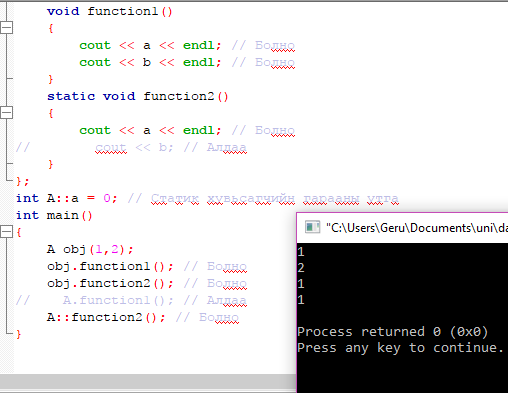 void function1()
{
cout << a << endl; // Болно
cout << b << endl; // Болно
}
static void function2()
{
cout << a << endl; // Болно
// cout << b; // Алдаа
}
};
int A::a = 0; // Статик хувьсагчийн гарааны утга
int main()
{
A obj(1,2);
obj.function1(); // Болно
obj.function2(); // Болно
// A.function1(); // Алдаа
A::function2(); // Болно
}
"C:\Users\Geru\Documents\uni\da
1
2
1
1
Process returned 0 (0x0)
Press any key to continue.